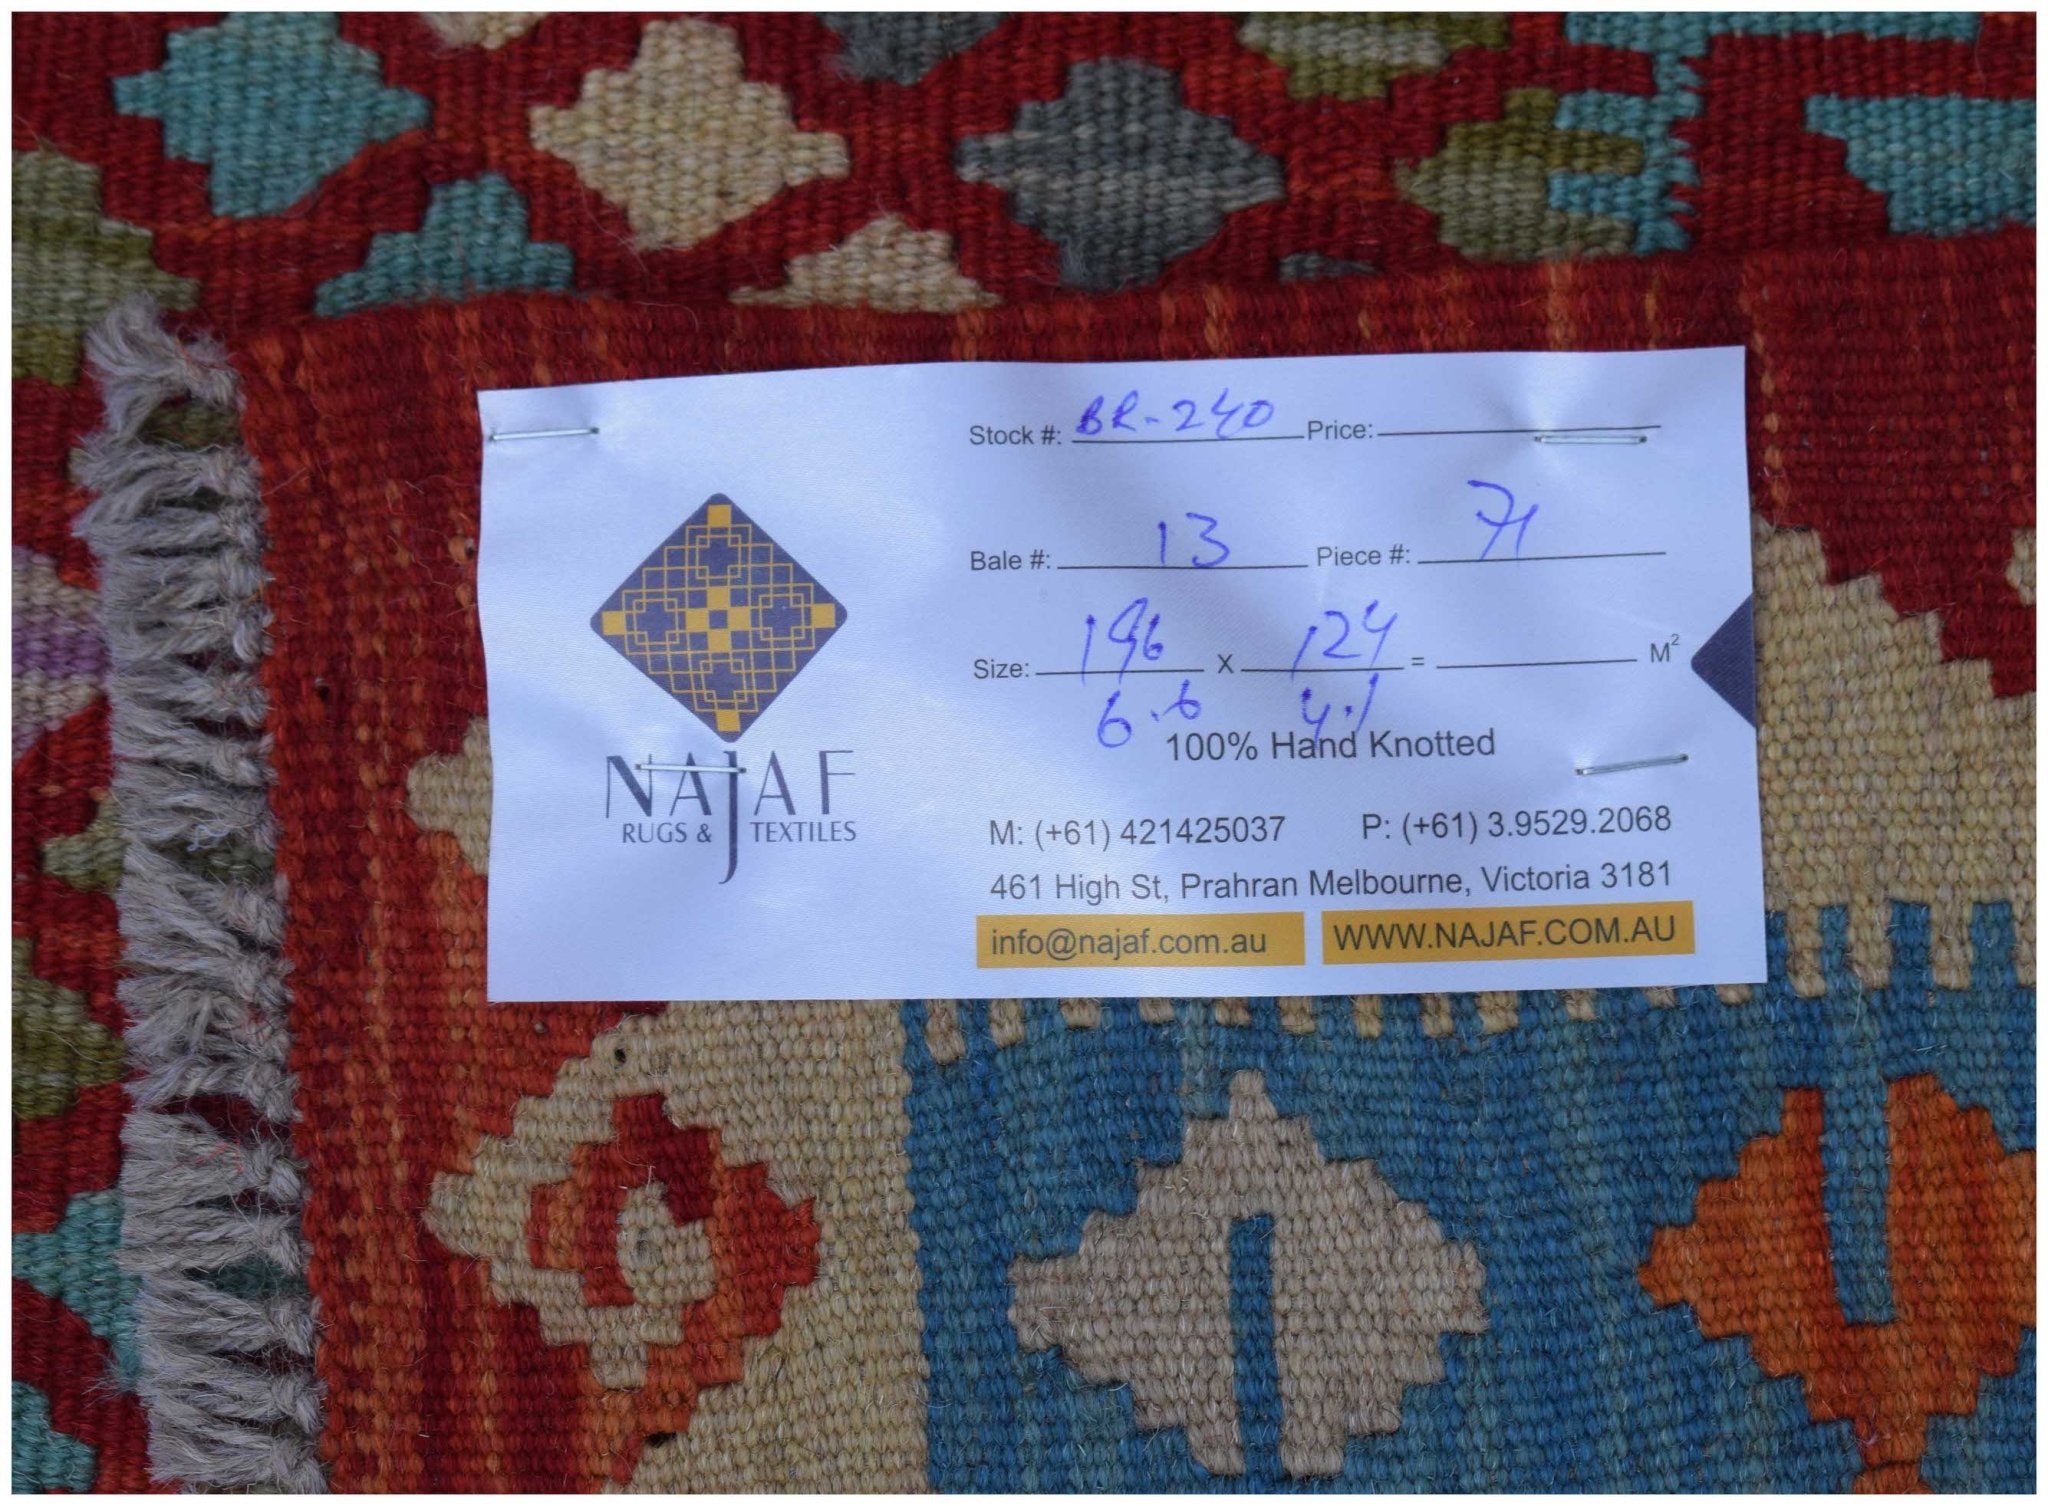 Stock #: BR-240 Price:
Bale #: 13 Piece #: 71
Size: 196 X 124 = M²
6.6 4.1
100% Hand Knotted
NAJAF
RUGS & TEXTILES
M: (+61) 421425037 P: (+61) 3.9529.2068
461 High St, Prahran Melbourne, Victoria 3181
info@najaf.com.au WWW.NAJAF.COM.AU